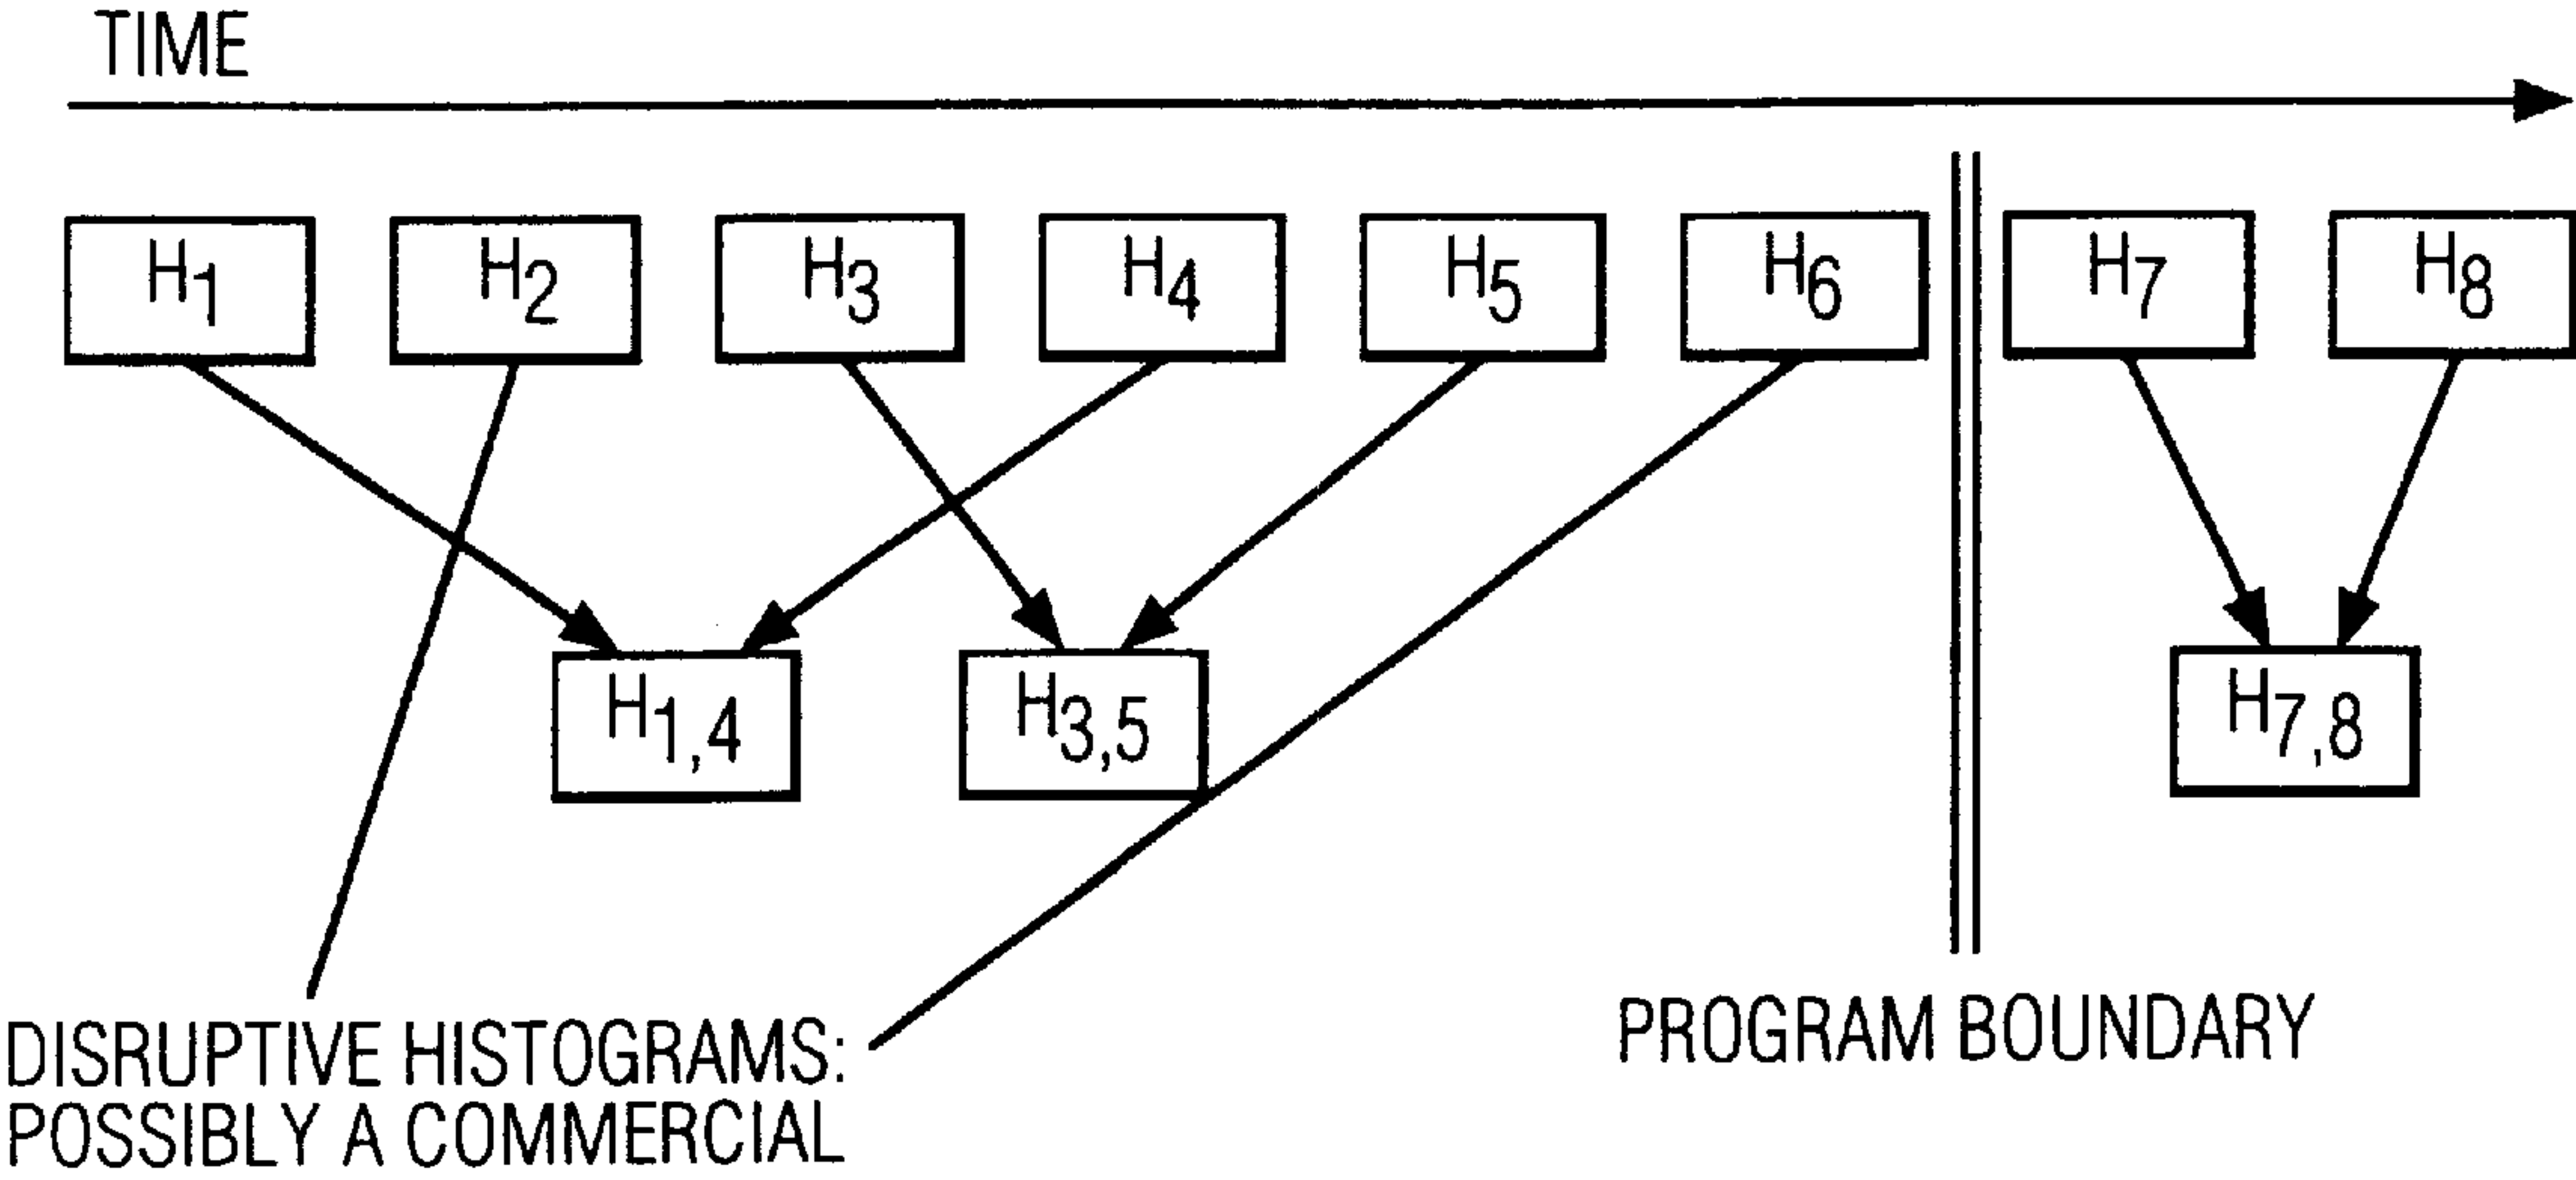 TIME
H1 H2 H3 H4 H5 H6 H7 H8
H1,4 H3,5 H7,8
DISRUPTIVE HISTOGRAMS:
POSSIBLY A COMMERCIAL
PROGRAM BOUNDARY